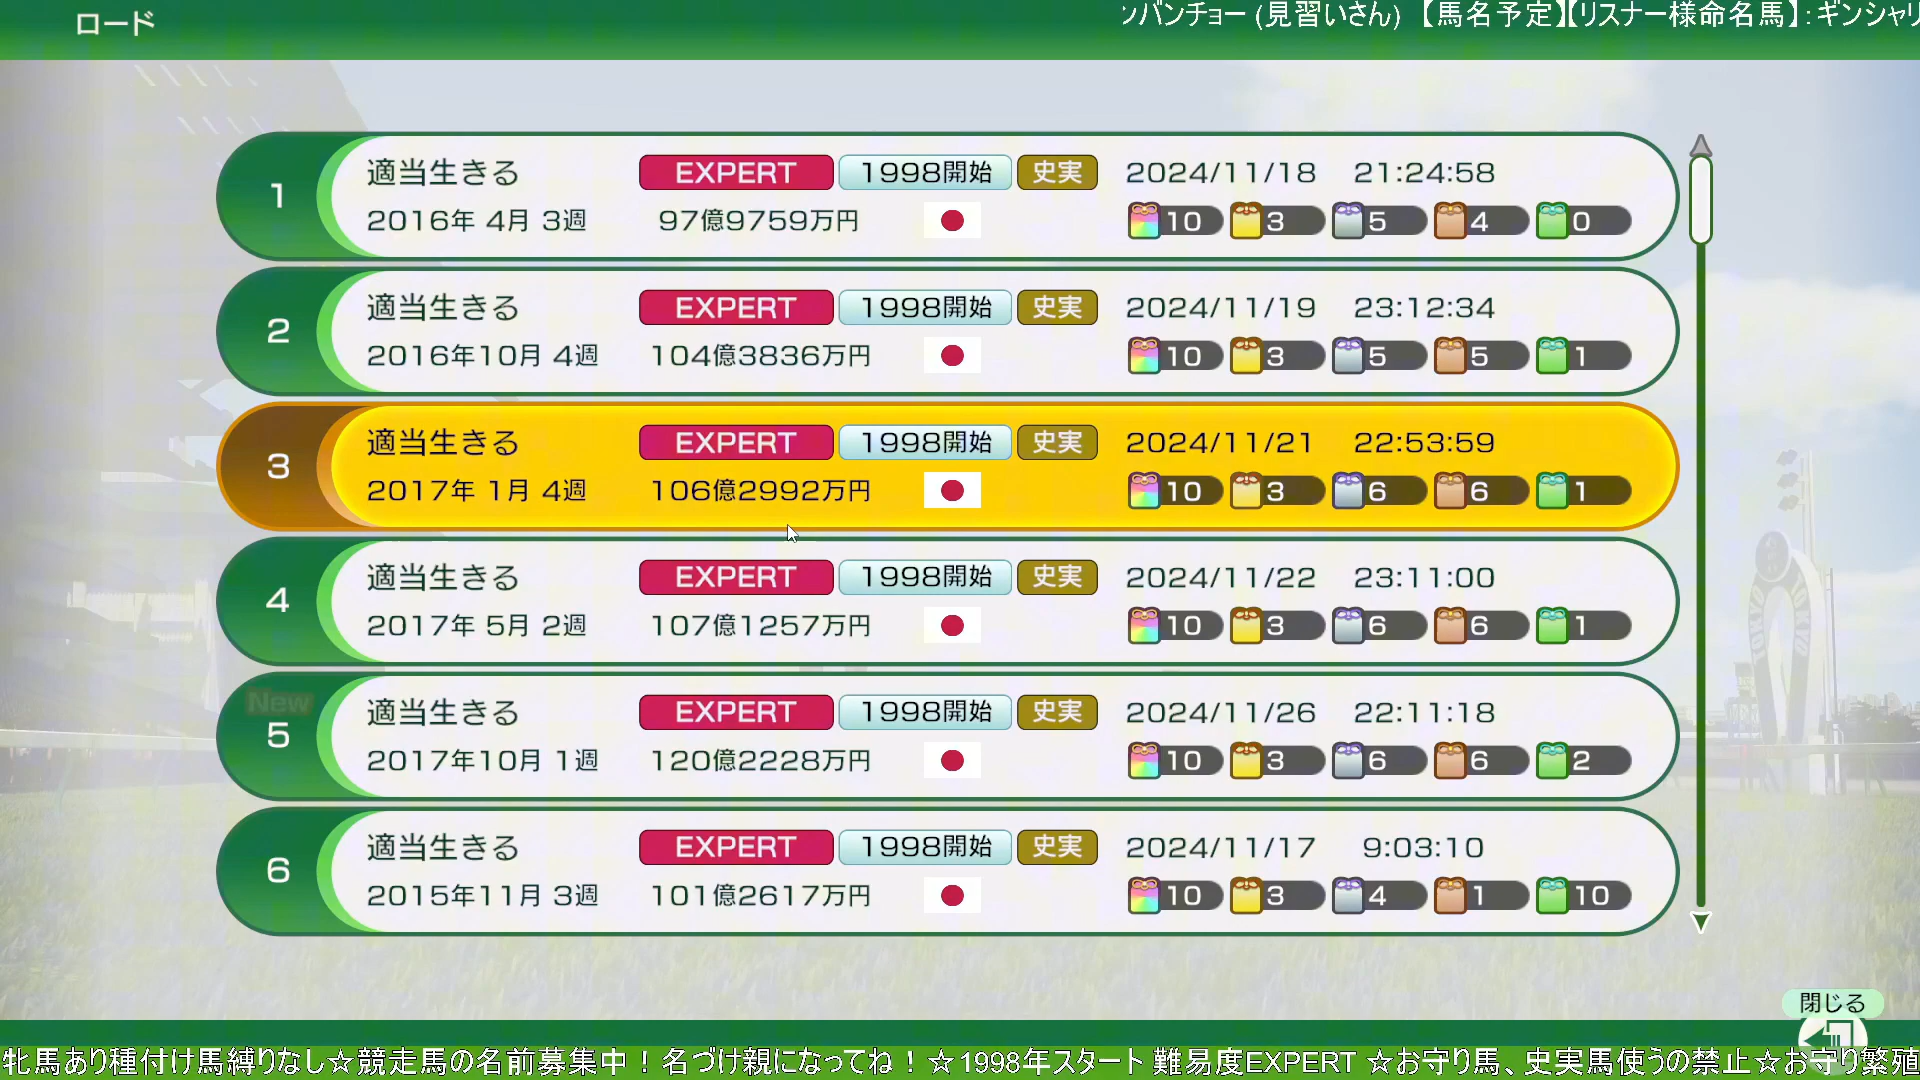 ロード
ンバンチョー (見習いさん) 【馬名予定】【リスナー様命名馬】：ギンシャリ
1
適当生きる EXPERT 1998開始 史実 2024/11/18 21:24:58
2016年 4月 3週 97億9759万円 10 3 5 4 0
2
適当生きる EXPERT 1998開始 史実 2024/11/19 23:12:34
2016年10月 4週 104億3836万円 10 3 5 5 1
3
適当生きる EXPERT 1998開始 史実 2024/11/21 22:53:59
2017年 1月 4週 106億2992万円 10 3 6 6 1
4
適当生きる EXPERT 1998開始 史実 2024/11/22 23:11:00
2017年 5月 2週 107億1257万円 10 3 6 6 1
New
5
適当生きる EXPERT 1998開始 史実 2024/11/26 22:11:18
2017年10月 1週 120億2228万円 10 3 6 6 2
6
適当生きる EXPERT 1998開始 史実 2024/11/17 9:03:10
2015年11月 3週 101億2617万円 10 3 4 1 10
TOKYO TOKYO
閉じる
牝馬あり種付け馬縛りなし☆競走馬の名前募集中！名づけ親になってね！☆1998年スタート 難易度EXPERT ☆お守り馬、史実馬使うの禁止☆お守り繁殖